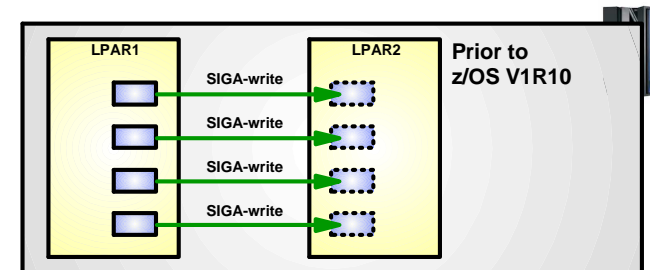 LPAR1
LPAR2
Prior to
z/OS V1R10
SIGA-write
SIGA-write
SIGA-write
SIGA-write